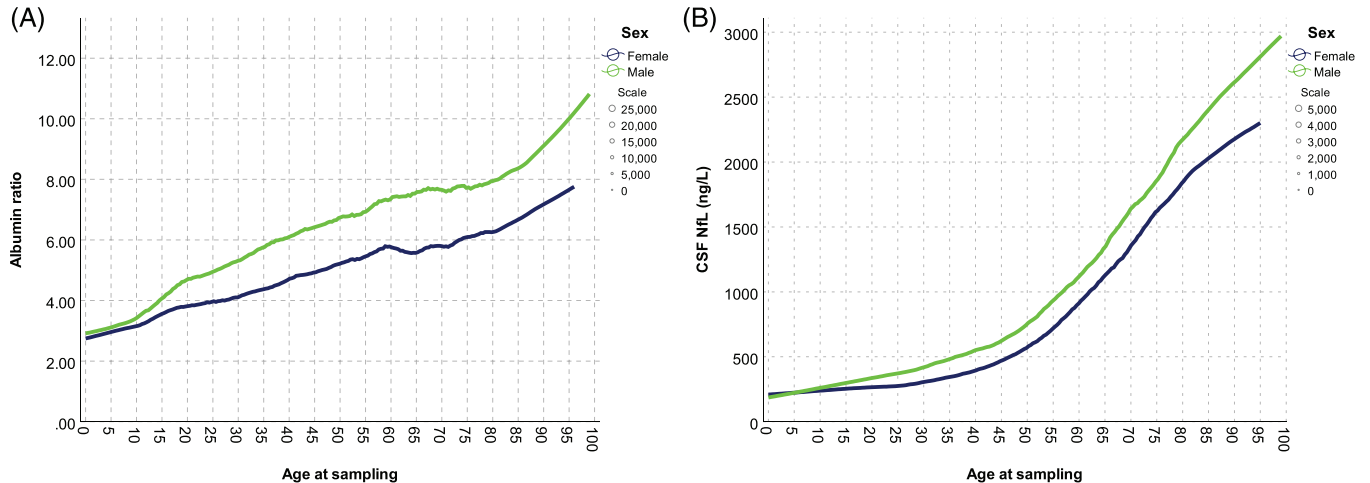 (A)
Albumin ratio
12.00
10.00
8.00
6.00
4.00
2.00
.00
0 5 10 15 20 25 30 35 40 45 50 55 60 65 70 75 80 85 90 95 100
Age at sampling
Sex
Female
Male
Scale
25,000
20,000
15,000
10,000
5,000
0
(B)
CSF NfL (ng/L)
3000
2500
2000
1500
1000
500
0
0 5 10 15 20 25 30 35 40 45 50 55 60 65 70 75 80 85 90 95 100
Age at sampling
Sex
Female
Male
Scale
5,000
4,000
3,000
2,000
1,000
0